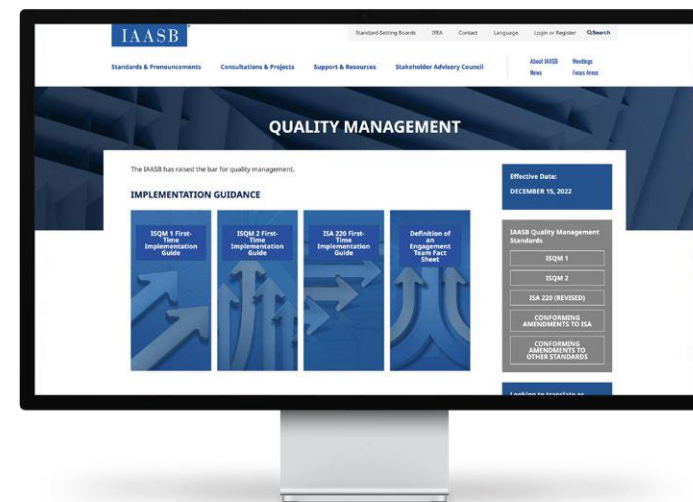 IAASB
Standard-Setting Boards IFEA Contact Language Login or Register Search
Standards & Pronouncements Consultations & Projects Support & Resources Stakeholder Advisory Council
About IAASB Meetings
News Focus Areas
QUALITY MANAGEMENT
The IAASB has raised the bar for quality management.
IMPLEMENTATION GUIDANCE
ISQM 1 First-
Time
Implementation
Guide
ISQM 2 First-
Time
Implementation
Guide
ISA 220 First-
Time
Implementation
Guide
Definition of
an
Engagement
Team Fact
Sheet
Effective Date:
DECEMBER 15, 2022
IAASB Quality Management
Standards
ISQM 1
ISQM 2
ISA 220 (REVISED)
CONFORMING
AMENDMENTS TO ISA
CONFORMING
AMENDMENTS TO
OTHER STANDARDS
Looking to translate or